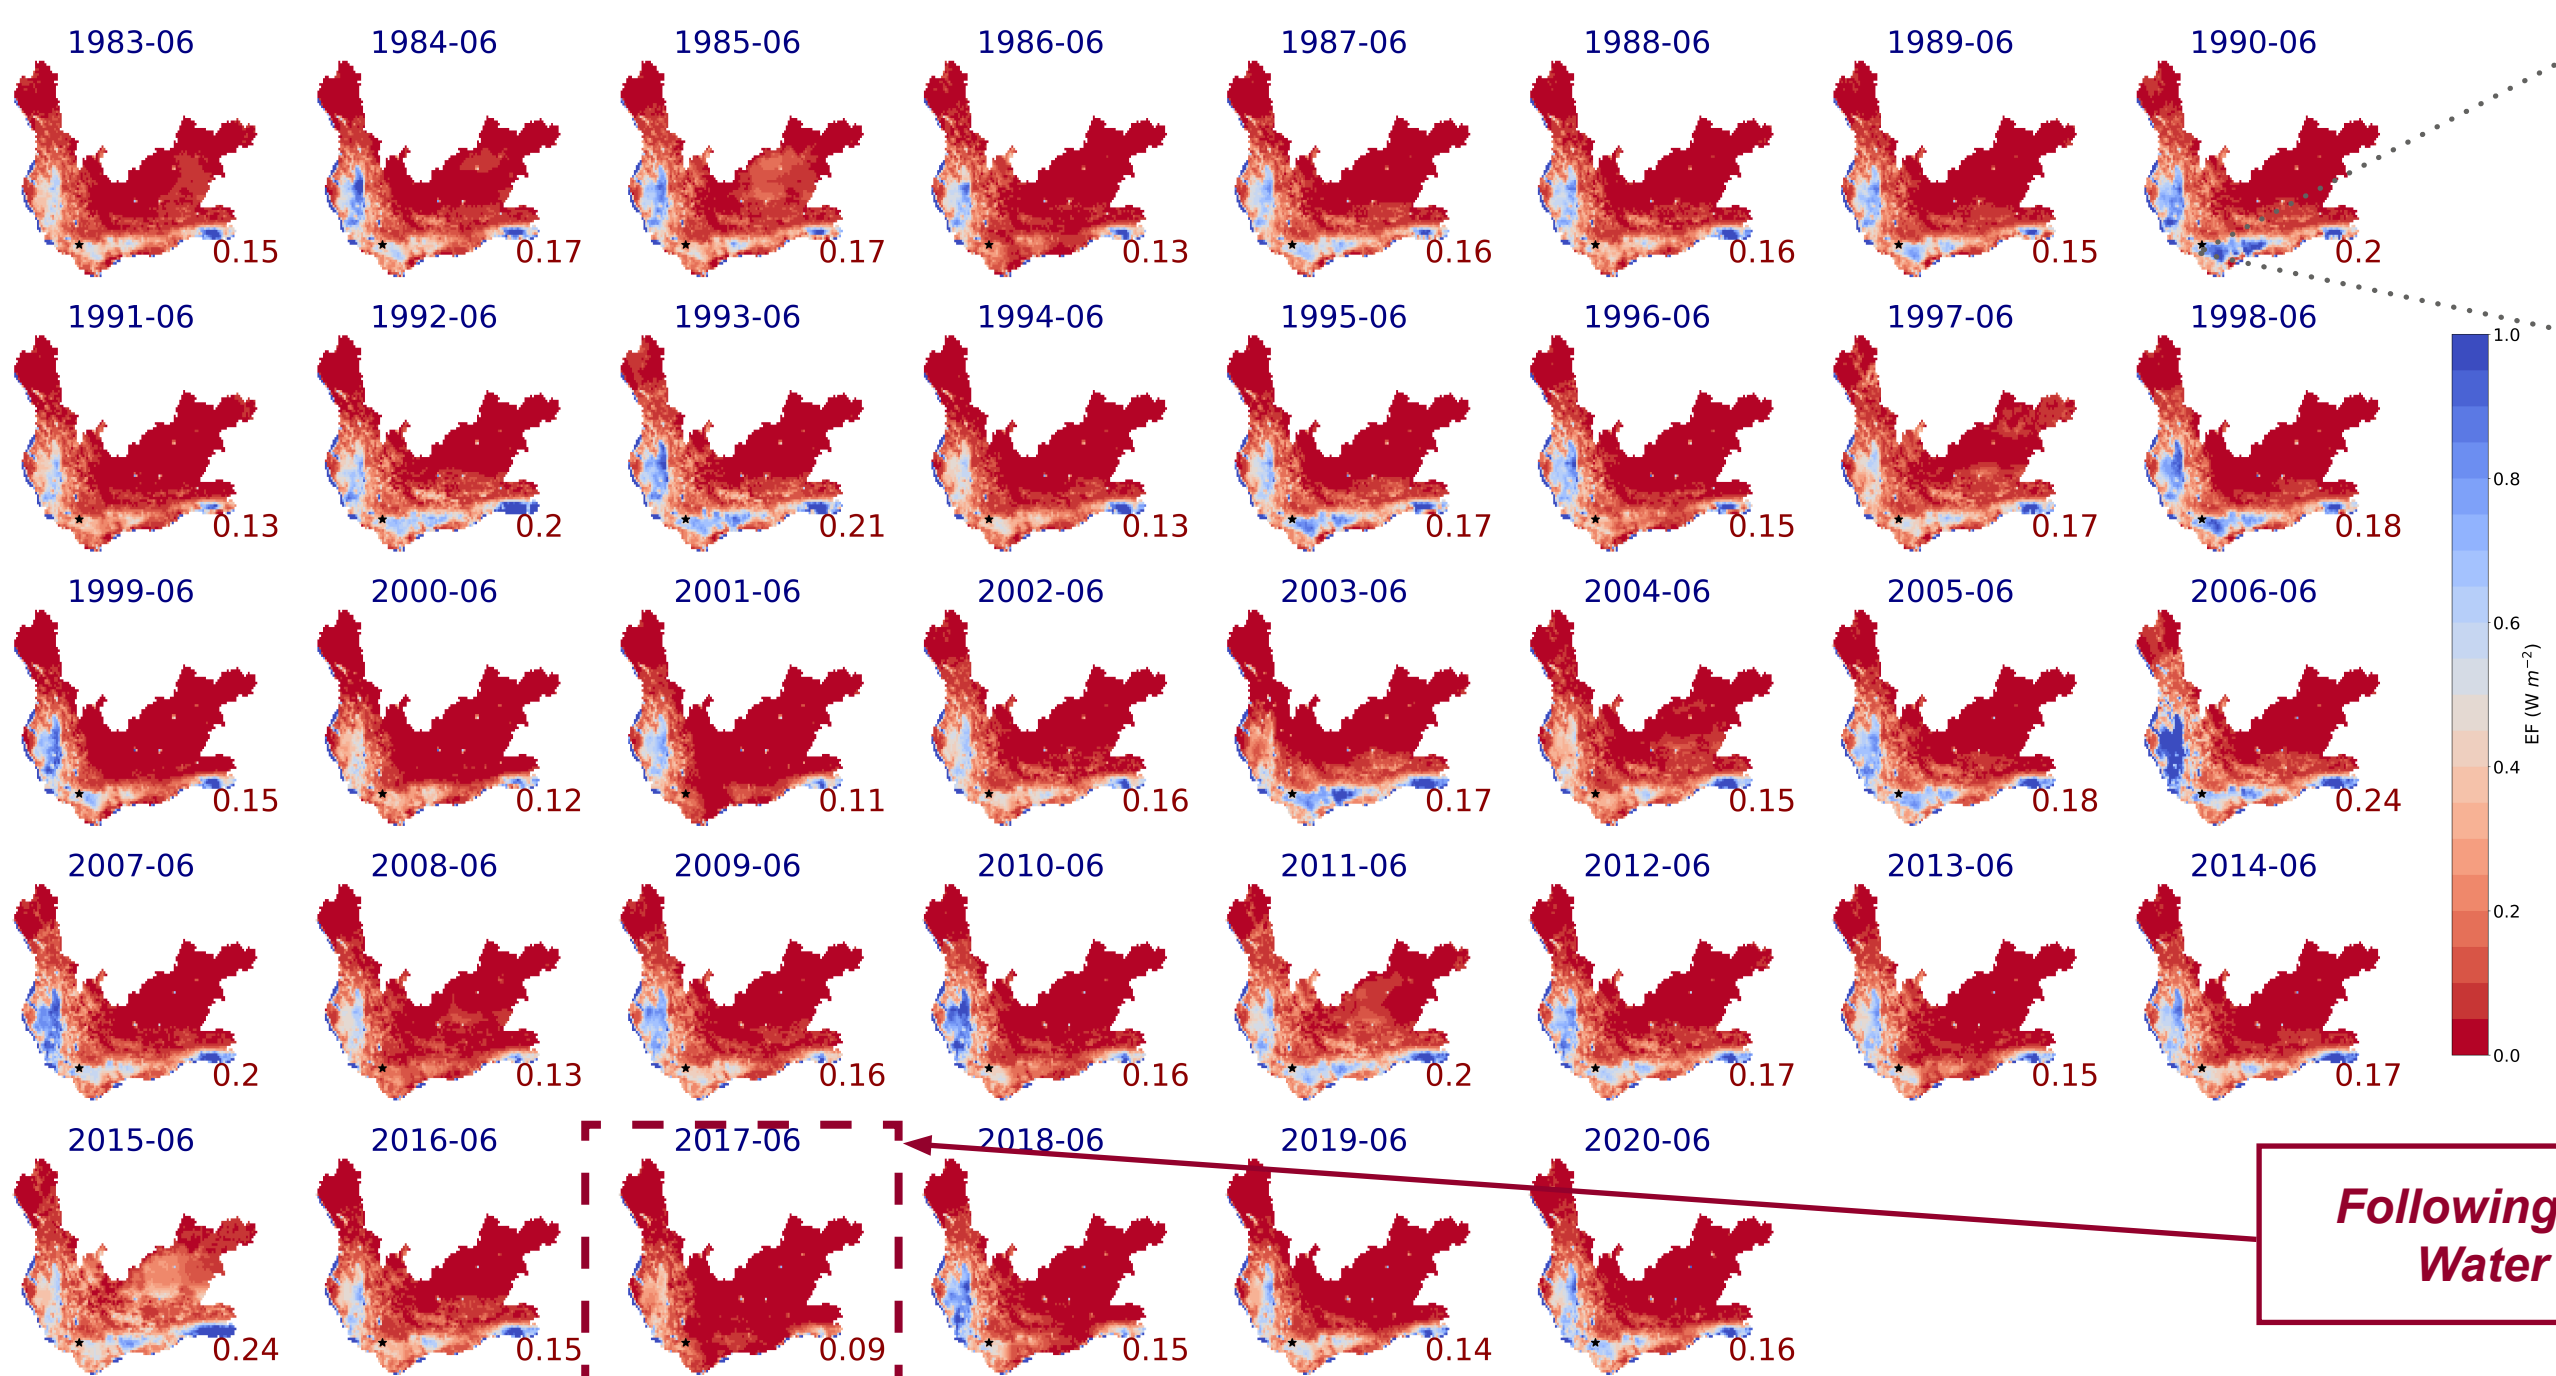 1983-06 1984-06 1985-06 1986-06 1987-06 1988-06 1989-06 1990-06
0.15 0.17 0.17 0.13 0.16 0.16 0.15 0.2
1991-06 1992-06 1993-06 1994-06 1995-06 1996-06 1997-06 1998-06
0.13 0.2 0.21 0.13 0.17 0.15 0.17 0.18
1999-06 2000-06 2001-06 2002-06 2003-06 2004-06 2005-06 2006-06
0.15 0.12 0.11 0.16 0.17 0.15 0.18 0.24
2007-06 2008-06 2009-06 2010-06 2011-06 2012-06 2013-06 2014-06
0.2 0.13 0.16 0.16 0.2 0.17 0.15 0.17
2015-06 2016-06 2017-06 2018-06 2019-06 2020-06
0.24 0.15 0.09 0.15 0.14 0.16
1.0
0.8
0.6
0.4
0.2
0.0
EF (W m⁻²)
Following
Water